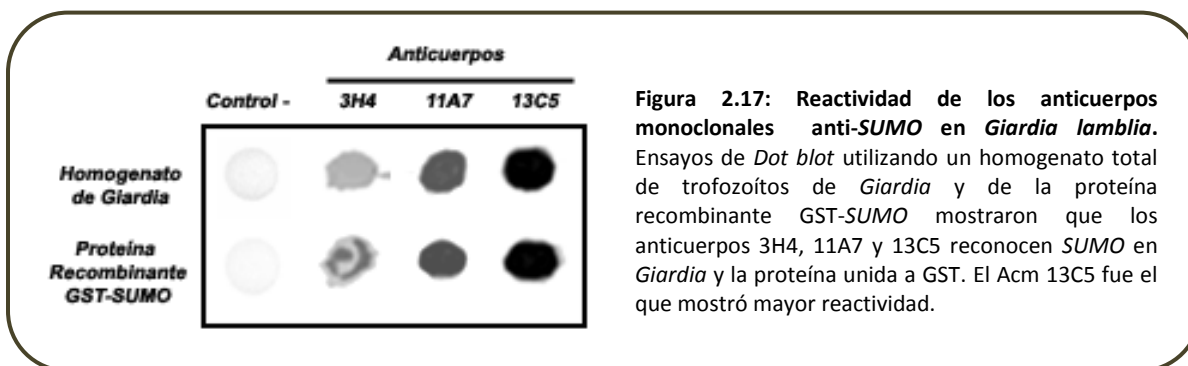 Anticuerpos
Control - 3H4 11A7 13C5
Homogenato
de Giardia
Proteína
Recombinante
GST-SUMO
Figura 2.17: Reactividad de los anticuerpos
monoclonales anti-SUMO en Giardia lamblia.
Ensayos de Dot blot utilizando un homogenato total
de trofozoítos de Giardia y de la proteína
recombinante GST-SUMO mostraron que los
anticuerpos 3H4, 11A7 y 13C5 reconocen SUMO en
Giardia y la proteína unida a GST. El Acm 13C5 fue el
que mostró mayor reactividad.